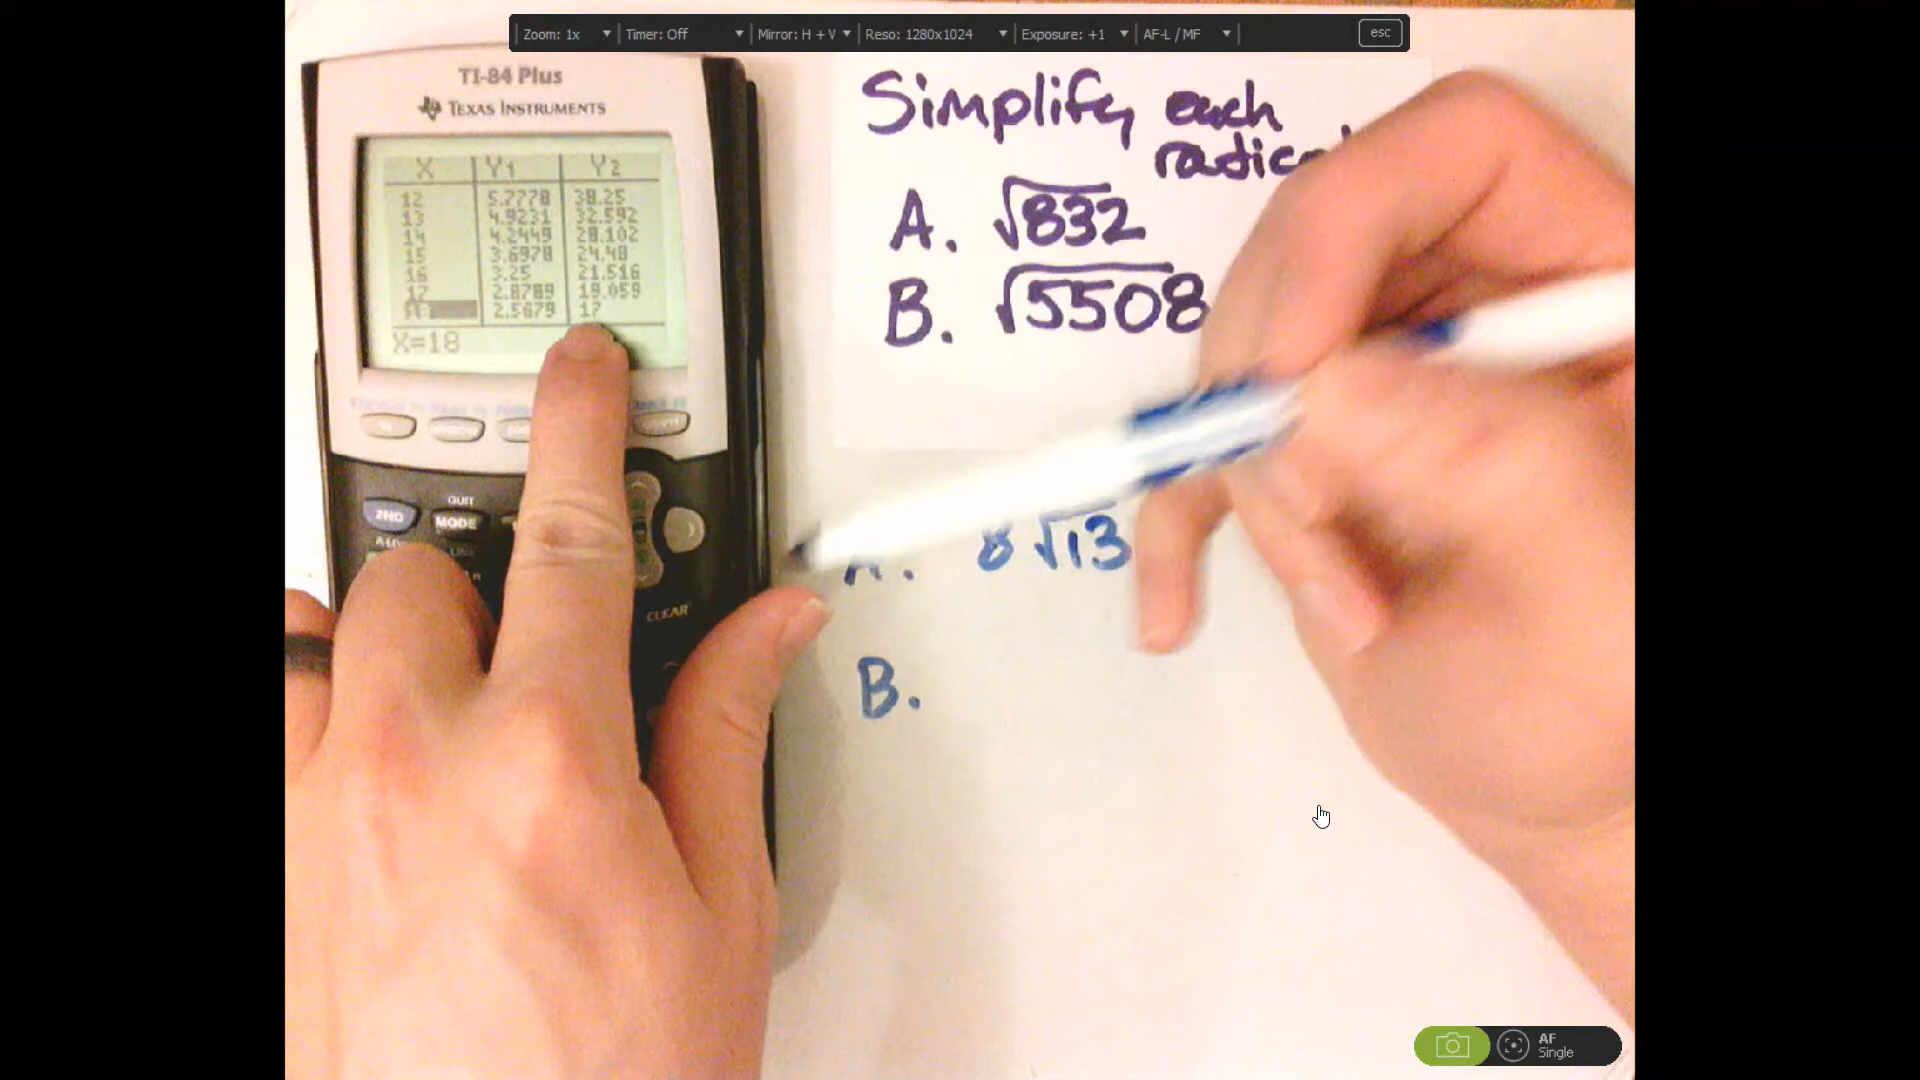 Zoom: 1x Timer: Off Mirror: H + V Reso: 1280x1024 Exposure: +1 AF-L / MF esc
TI-84 Plus
TEXAS INSTRUMENTS
X Y1 Y2
12 5.7778 38.25
13 4.9231 32.592
14 4.2449 28.102
15 3.6978 24.48
16 3.25 21.516
17 2.8789 19.059
18 2.5679 17
X=18
QUIT
2ND MODE
CLEAR
Simplify each
A. √832
B. √5508
A. 8√13
B.
AF
Single